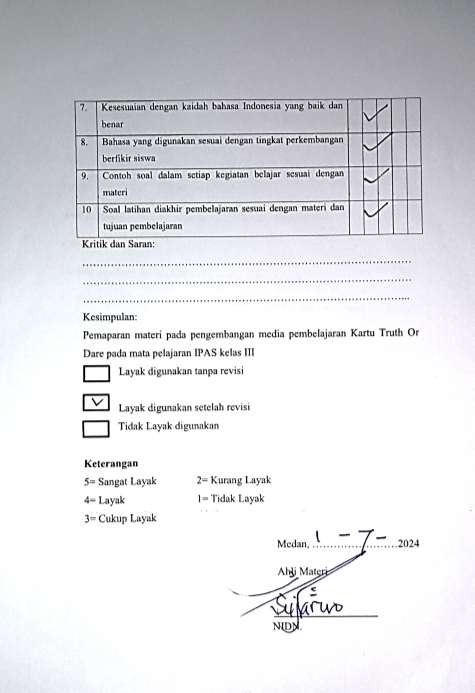 7. Kesesuaian dengan kaidah bahasa Indonesia yang baik dan
benar
8. Bahasa yang digunakan sesuai dengan tingkat perkembangan
berfikir siswa
9. Contoh soal dalam setiap kegiatan belajar sesuai dengan
materi
10 Soal latihan diakhir pembelajaran sesuai dengan materi dan
tujuan pembelajaran
Kritik dan Saran:
Kesimpulan:
Pemaparan materi pada pengembangan media pembelajaran Kartu Truth Or
Dare pada mata pelajaran IPAS kelas III
Layak digunakan tanpa revisi
Layak digunakan setelah revisi
Tidak Layak digunakan
Keterangan
5= Sangat Layak 2= Kurang Layak
4= Layak 1= Tidak Layak
3= Cukup Layak
Medan, 1 - 7 - 2024
Ahli Materi
Sujarwo
NIDN.